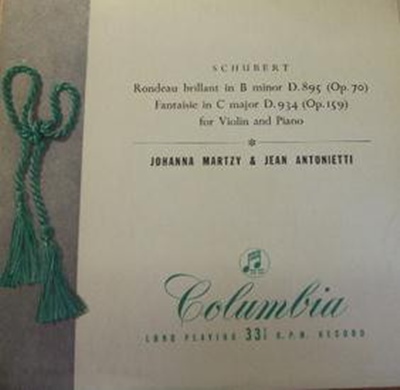 SCHUBERT
Rondeau brillant in B minor D.895 (Op.70)
Fantaisie in C major D.934 (Op.159)
for Violin and Piano
JOHANNA MARTZY & JEAN ANTONIETTI
Columbia
LONG PLAYING 33⅓ R.P.M. RECORD